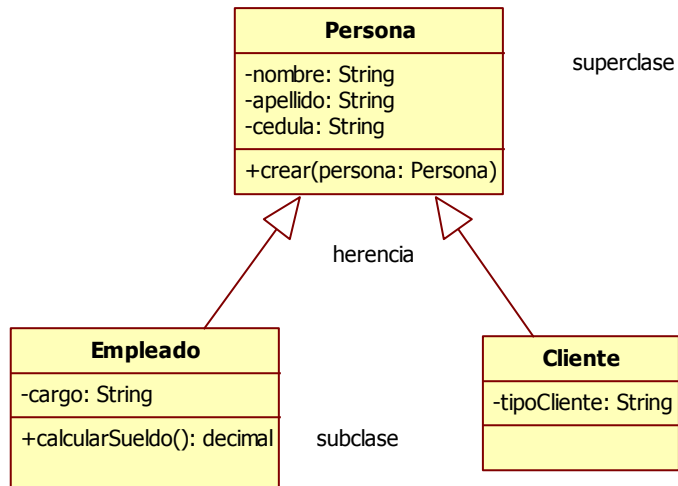 Persona
-nombre: String
-apellido: String
-cedula: String
+crear(persona: Persona)
superclase
herencia
Empleado
-cargo: String
+calcularSueldo(): decimal
subclase
Cliente
-tipoCliente: String